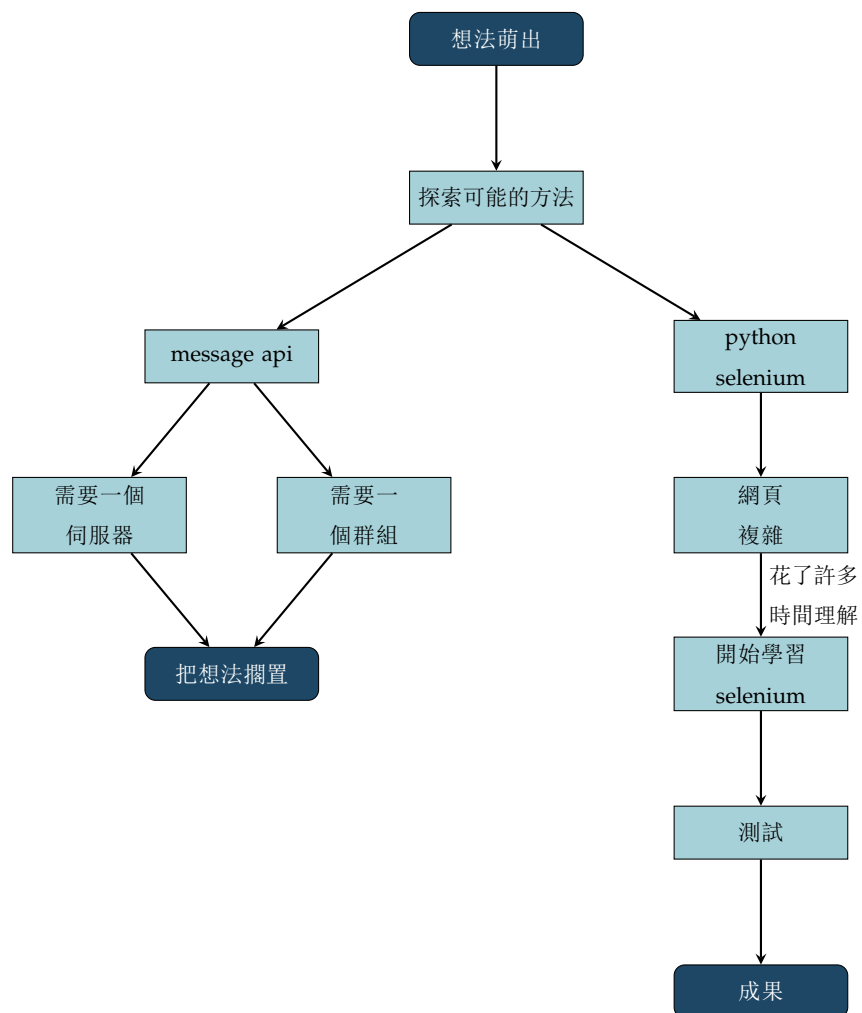 想法萌出
探索可能的方法
message api
python
selenium
需要一個
伺服器
需要一
個群組
網頁
複雜
花了許多
時間理解
把想法擱置
開始學習
selenium
測試
成果